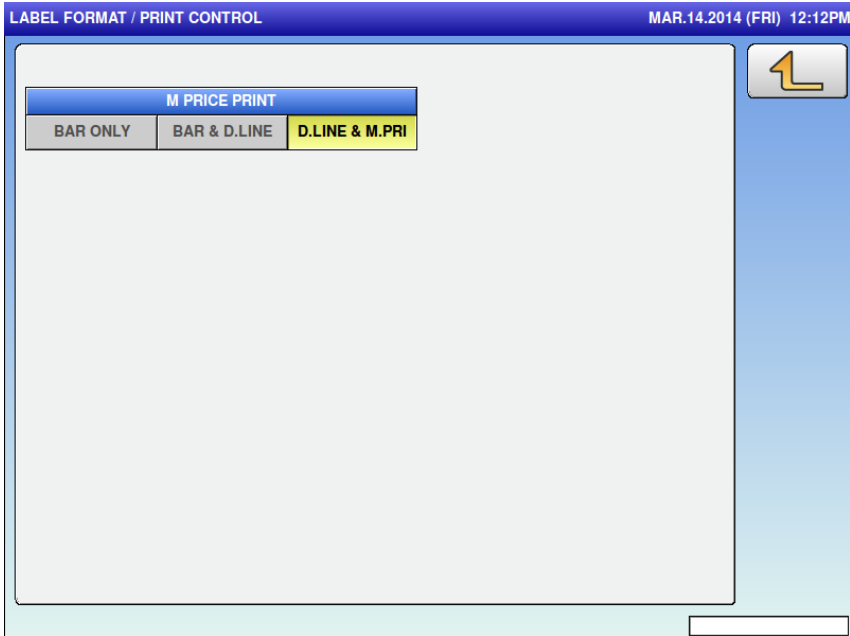 LABEL FORMAT / PRINT CONTROL MAR.14.2014 (FRI) 12:12PM
M PRICE PRINT
BAR ONLY BAR & D.LINE D.LINE & M.PRI